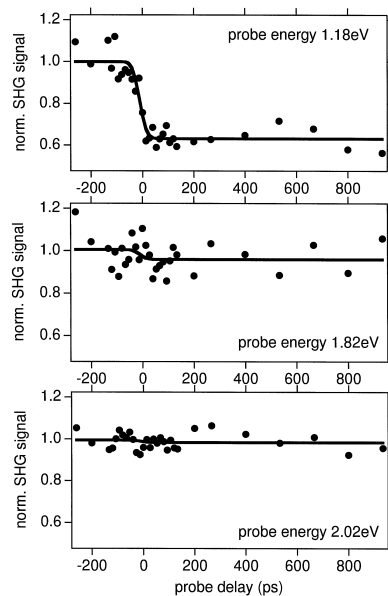 1.2
probe energy 1.18eV
1.0
norm. SHG signal
0.8
0.6
-200 0 200 400 600 800
1.2
1.0
norm. SHG signal
0.8
0.6
probe energy 1.82eV
-200 0 200 400 600 800
1.2
1.0
norm. SHG signal
0.8
0.6
probe energy 2.02eV
-200 0 200 400 600 800
probe delay (ps)